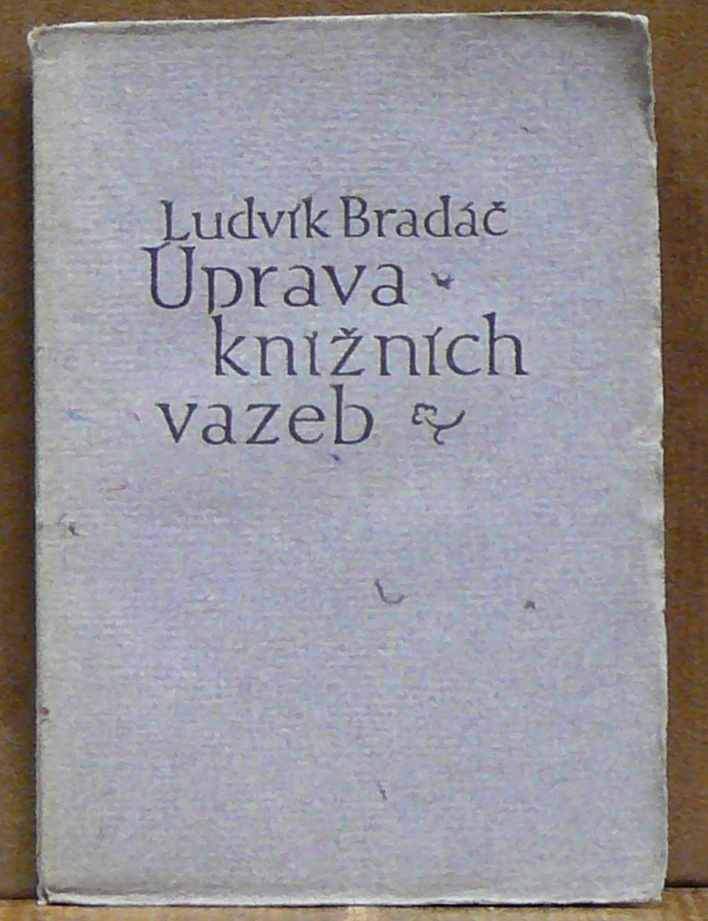 Ludvík Bradáč
Úprava
knižních
vazeb